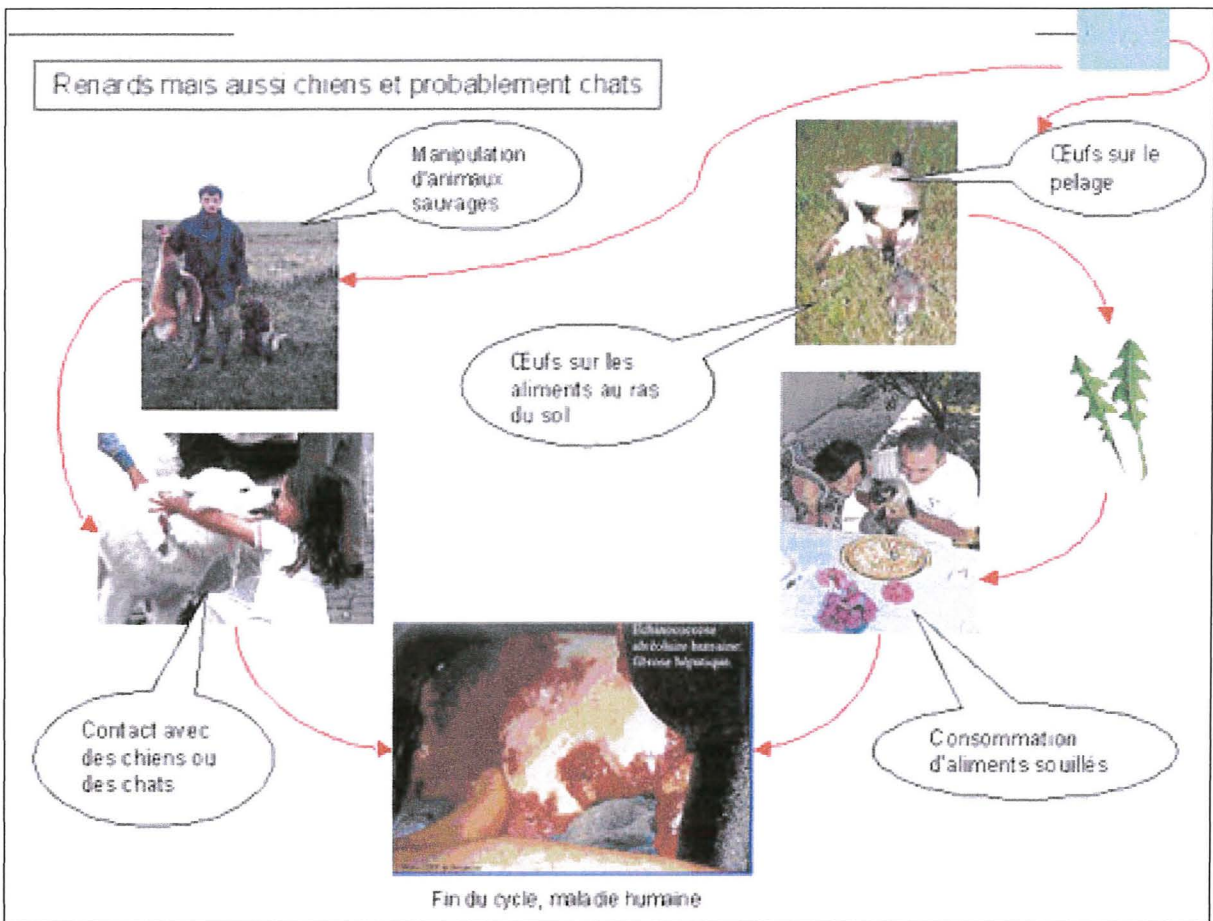 Renards mais aussi chiens et probablement chats
Manipulation
d'animaux
sauvages
Œufs sur le
pelage
Œufs sur les
aliments au ras
du sol
Contact avec
des chiens ou
des chats
Echinococcose
alvéolaire humaine:
fibrose hépatique.
Consommation
d'aliments souillés
Fin du cycle, maladie humaine